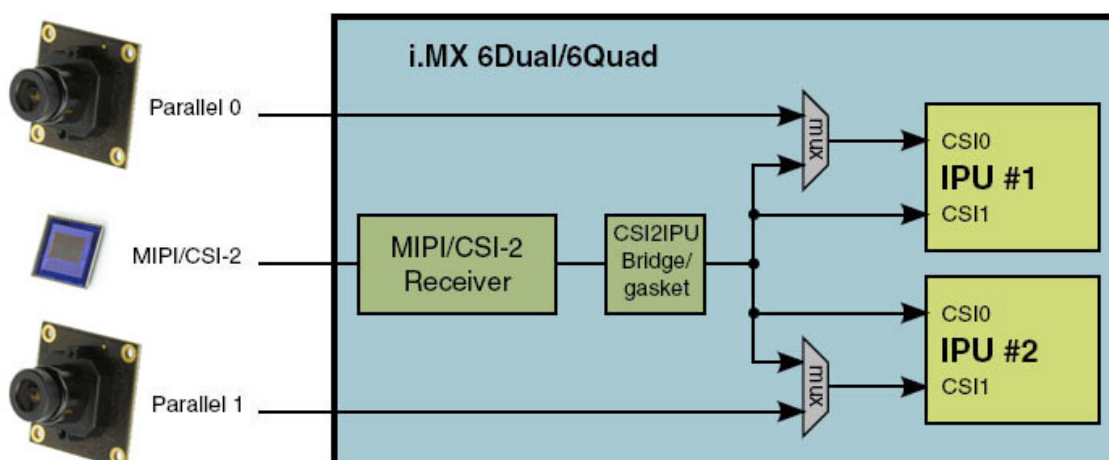 i.MX 6Dual/6Quad
Parallel 0
mux
CSI0
IPU #1
CSI1
MIPI/CSI-2
MIPI/CSI-2
Receiver
CSI2IPU
Bridge/
gasket
CSI0
IPU #2
CSI1
mux
Parallel 1